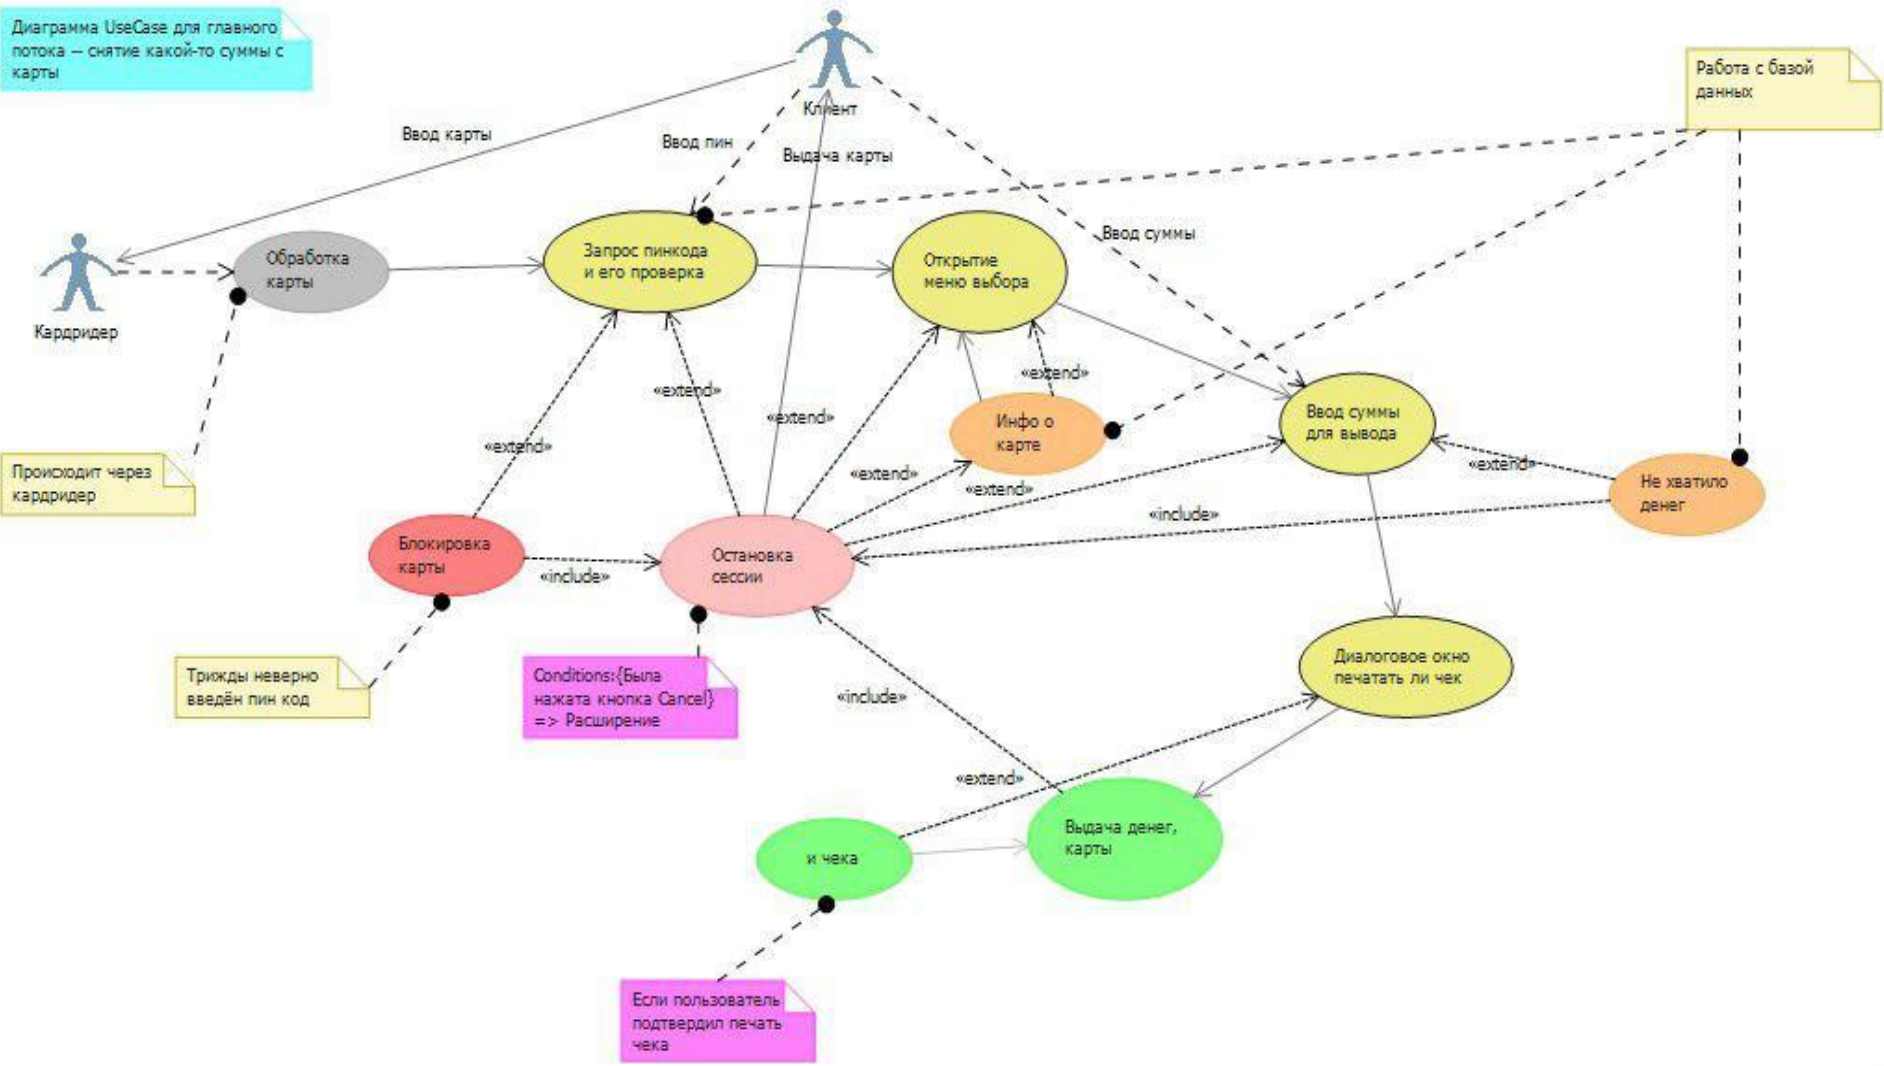 Диаграмма UseCase для главного
потока – снятие какой-то суммы с
карты
Клиент
Работа с базой
данных
Ввод карты
Ввод пин
Выдача карты
Ввод суммы
Кардридер
Обработка
карты
Запрос пинкода
и его проверка
Открытие
меню выбора
«extend»
«extend»
«extend»
«extend»
Инфо о
карте
Ввод суммы
для вывода
«extend»
«extend»
«extend»
Не хватило
денег
Происходит через
кардридер
«include»
Блокировка
карты
«include»
Остановка
сессии
Трижды неверно
введён пин код
Conditions:{Была
нажата кнопка Cancel}
=> Расширение
«include»
Диалоговое окно
печатать ли чек
«extend»
Выдача денег,
карты
и чека
Если пользователь
подтвердил печать
чека